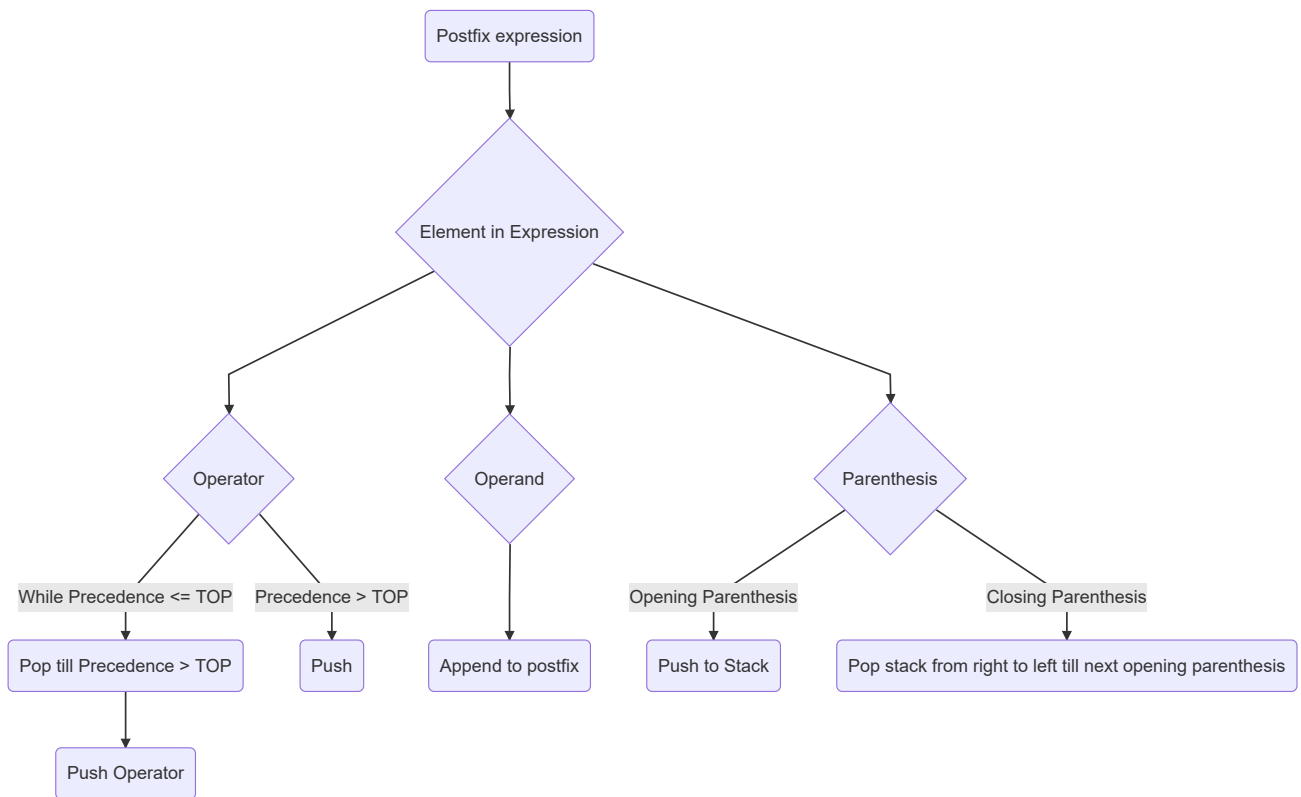 Postfix expression
Element in Expression
Operator
Operand
Parenthesis
While Precedence <= TOP
Precedence > TOP
Opening Parenthesis
Closing Parenthesis
Pop till Precedence > TOP
Push
Append to postfix
Push to Stack
Pop stack from right to left till next opening parenthesis
Push Operator